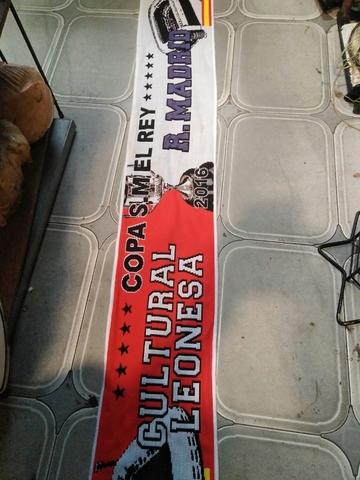 COPA S.M EL REY
R. MADRID
2016
CULTURAL
LEONESA